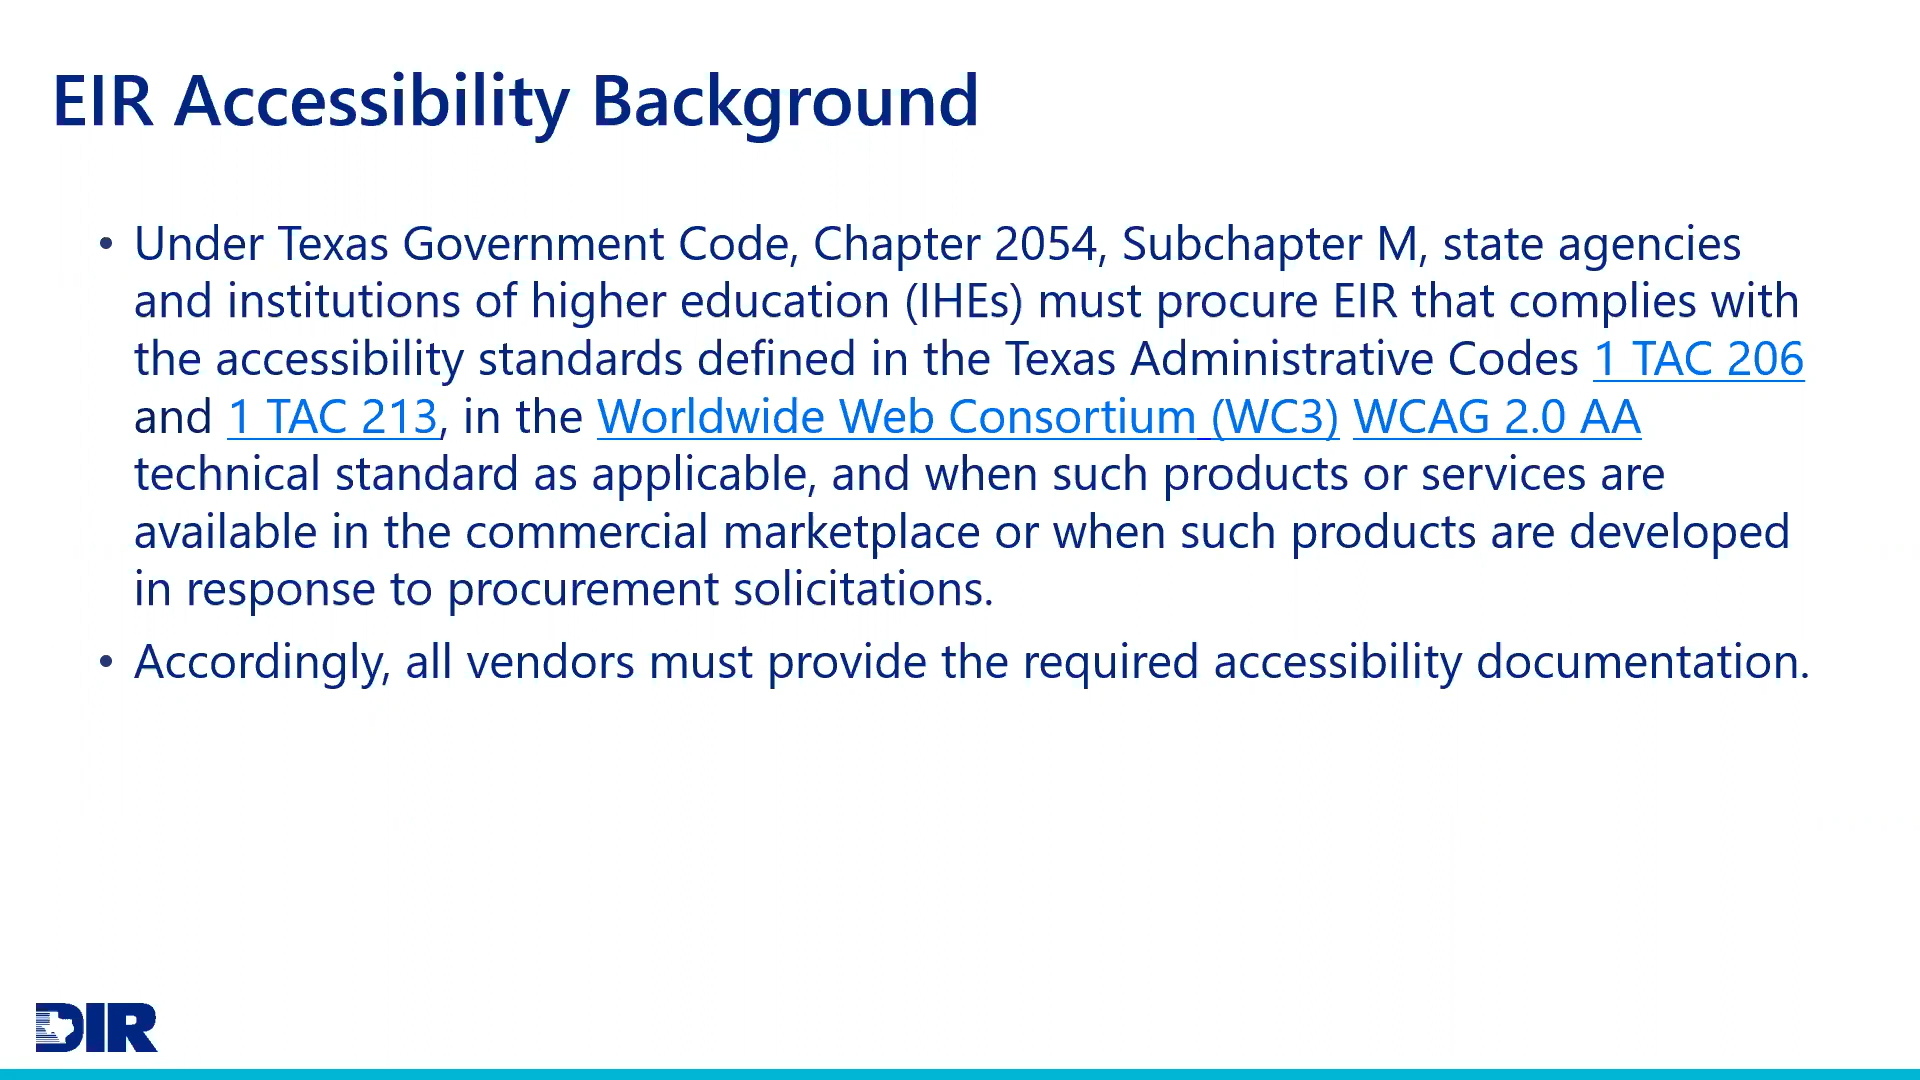 EIR Accessibility Background
• Under Texas Government Code, Chapter 2054, Subchapter M, state agencies
and institutions of higher education (IHEs) must procure EIR that complies with
the accessibility standards defined in the Texas Administrative Codes 1 TAC 206
and 1 TAC 213, in the Worldwide Web Consortium (WC3) WCAG 2.0 AA
technical standard as applicable, and when such products or services are
available in the commercial marketplace or when such products are developed
in response to procurement solicitations.
• Accordingly, all vendors must provide the required accessibility documentation.
DIR